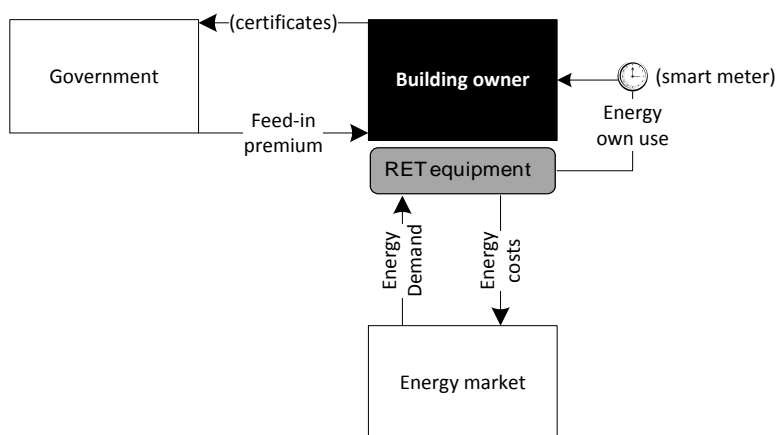 (certificates)
Government
Building owner
(smart meter)
Feed-in
premium
Energy
own use
RET equipment
Energy
Demand
Energy
costs
Energy market